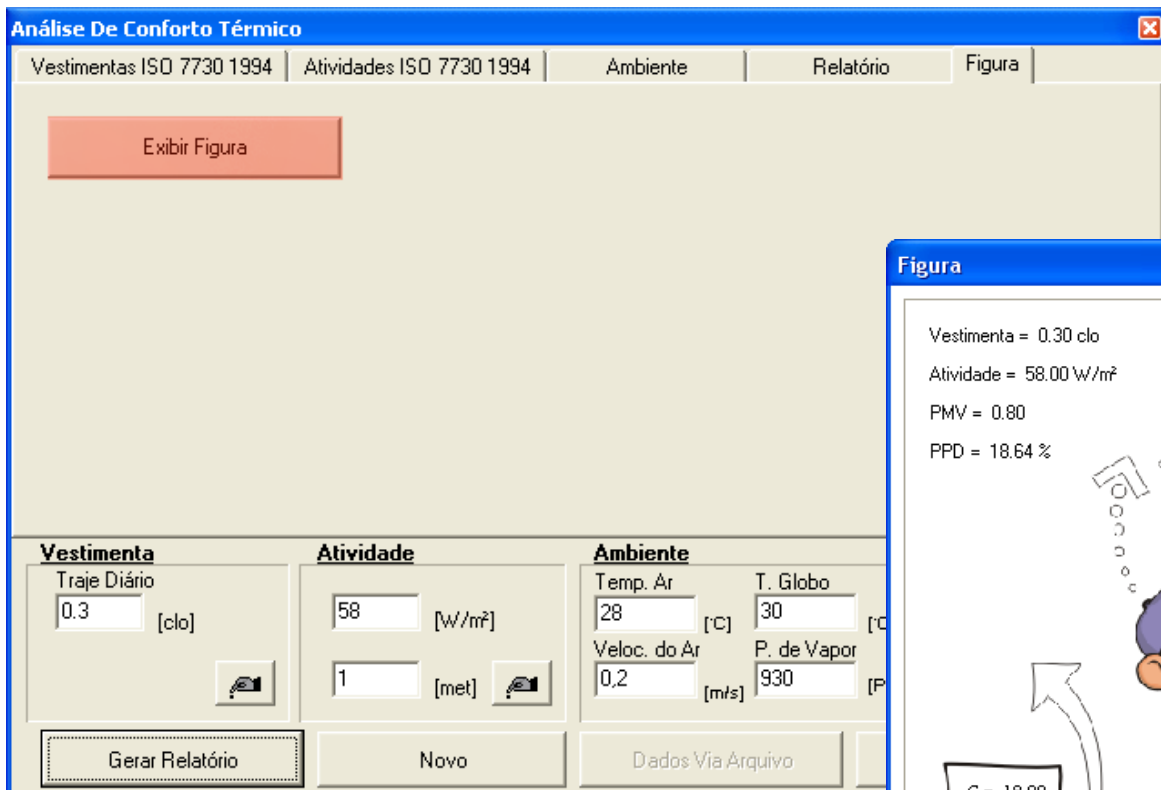 Análise De Conforto Térmico
Vestimentas ISO 7730 1994
Atividades ISO 7730 1994
Ambiente
Relatório
Figura
Exibir Figura
Figura
Vestimenta = 0.30 clo
Atividade = 58.00 W/m²
PMV = 0.80
PPD = 18.64 %
Vestimenta
Traje Diário
0.3 [clo]
Atividade
58 [W/m²]
1 [met]
Ambiente
Temp. Ar T. Globo
28 [°C] 30
Veloc. do Ar P. de Vapor
0,2 [m/s] 930
Gerar Relatório
Novo
Dados Via Arquivo